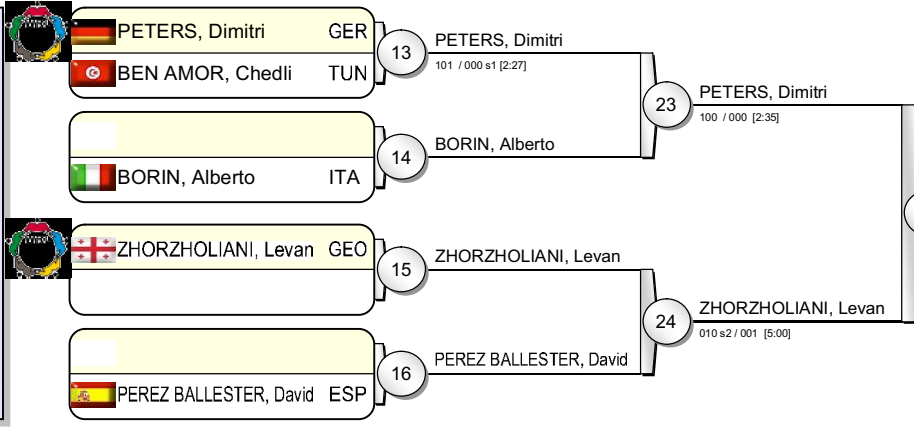 PETERS, Dimitri GER
BEN AMOR, Chedli TUN
13
PETERS, Dimitri
101 / 000 s1 [2:27]
BORIN, Alberto ITA
14
BORIN, Alberto
23
PETERS, Dimitri
100 / 000 [2:35]
ZHORZHOLIANI, Levan GEO
15
ZHORZHOLIANI, Levan
PEREZ BALLESTER, David ESP
16
PEREZ BALLESTER, David
24
ZHORZHOLIANI, Levan
010 s2 / 001 [5:00]